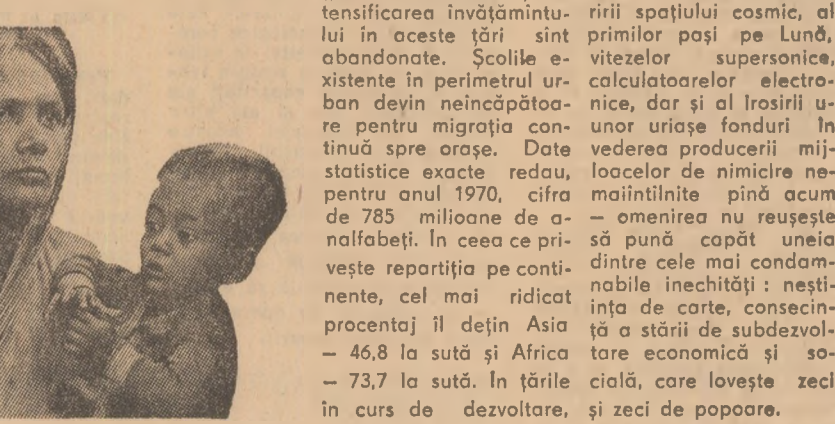 tensificarea învățămîntu-
lui în aceste țări sint
abandonate. Școlile e-
xistente în perimetrul ur-
ban devin neîncăpătoa-
re pentru migrația con-
tinuă spre orașe. Date
statistice exacte redau,
pentru anul 1970, cifra
de 785 milioane de a-
nalfabeți. In ceea ce pri-
vește repartiția pe conti-
nente, cel mai ridicat
procentaj îl dețin Asia
— 46,8 la sută și Africa
— 73,7 la sută. In țările
în curs de dezvoltare,
ririi spațiului cosmic, al
primilor pași pe Lună,
vitezelor supersonice,
calculatoarelor electro-
nice, dar și al irosirii u-
unor uriașe fonduri în
vederea producerii mij-
loacelor de nimicire ne-
maiîntîlnite pînă acum
— omenirea nu reușește
să pună capăt uneia
dintre cele mai condam-
nabile inechități : nești-
ința de carte, consecin-
ță a stării de subdezvol-
tare economică și so-
cială, care lovește zeci
și zeci de popoare.